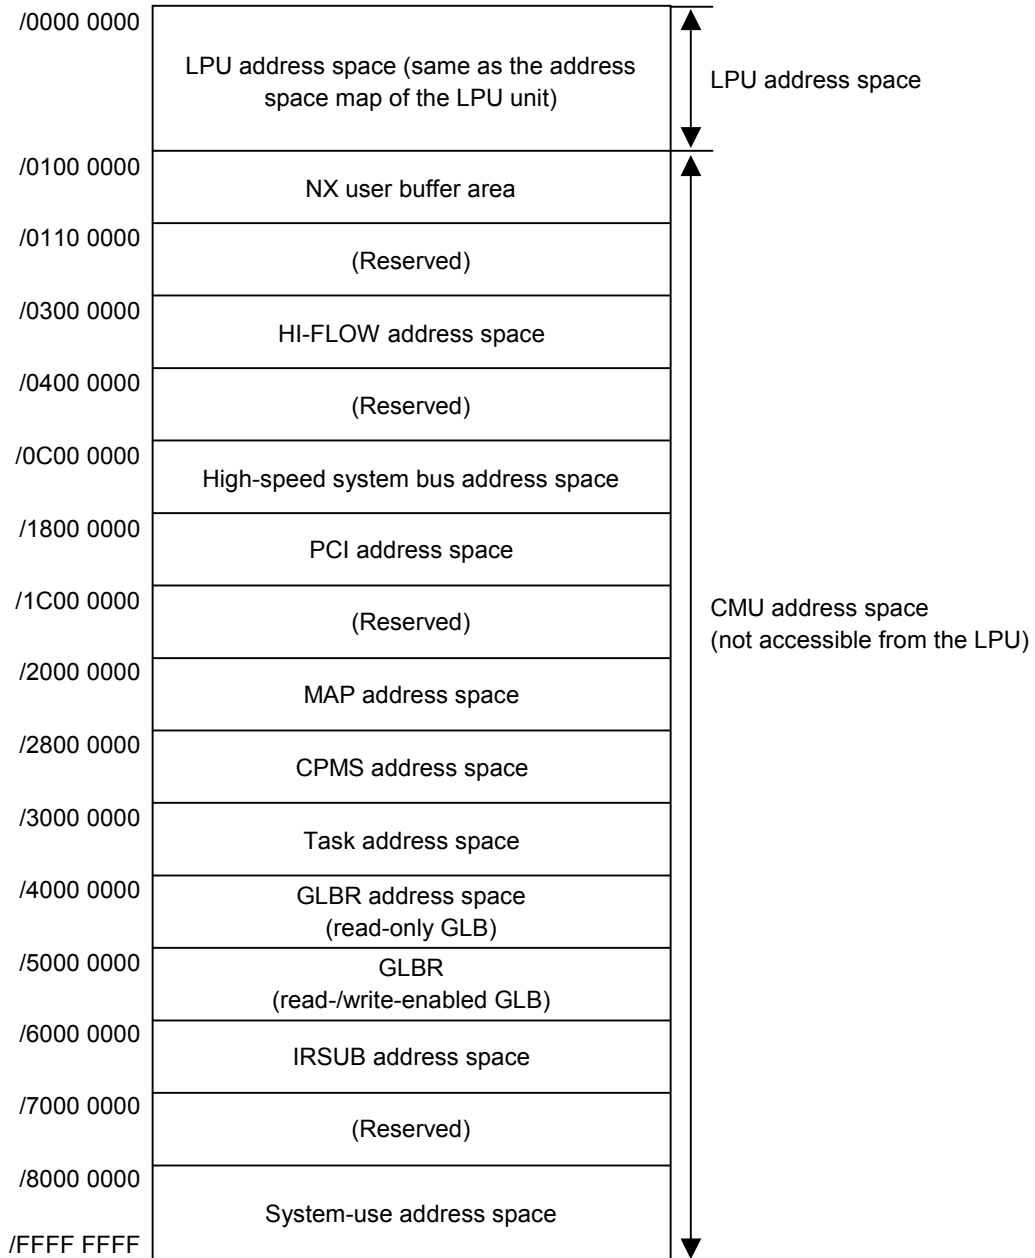 /0000 0000
LPU address space (same as the address
space map of the LPU unit)
LPU address space
/0100 0000
NX user buffer area
/0110 0000
(Reserved)
/0300 0000
HI-FLOW address space
/0400 0000
(Reserved)
/0C00 0000
High-speed system bus address space
/1800 0000
PCI address space
/1C00 0000
(Reserved)
CMU address space
(not accessible from the LPU)
/2000 0000
MAP address space
/2800 0000
CPMS address space
/3000 0000
Task address space
/4000 0000
GLBR address space
(read-only GLB)
/5000 0000
GLBR
(read-/write-enabled GLB)
/6000 0000
IRSUB address space
/7000 0000
(Reserved)
/8000 0000
System-use address space
/FFFF FFFF